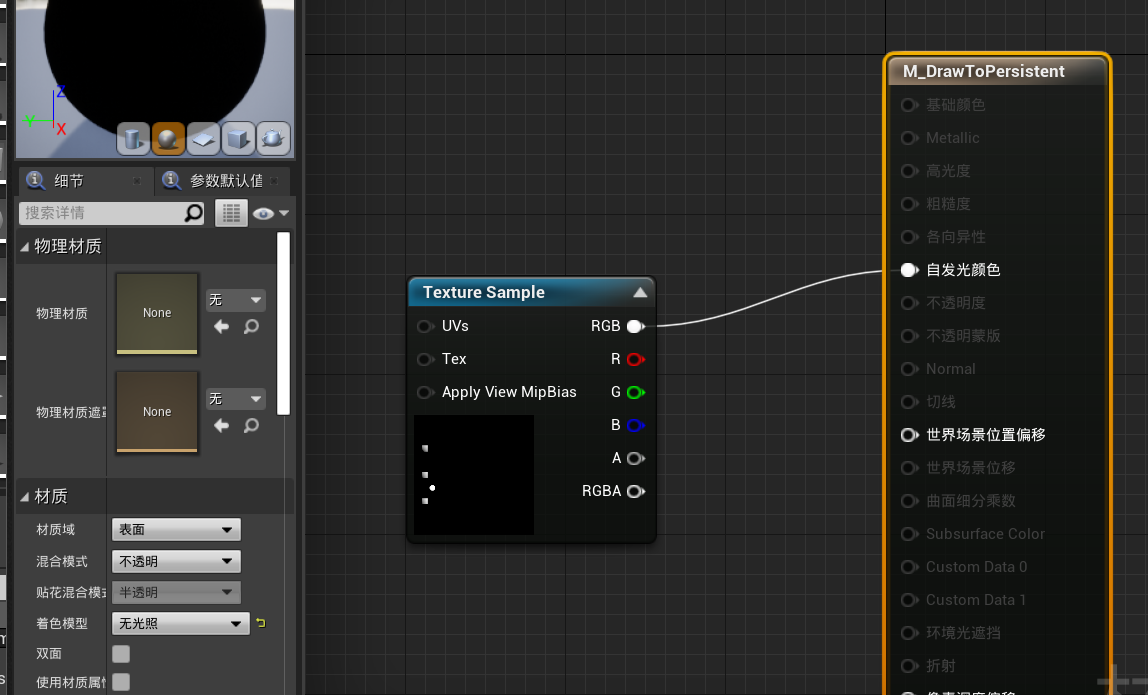 Z
Y
X
细节
参数默认值
搜索详情
物理材质
物理材质
None
无
物理材质遮罩
None
无
材质
材质域
表面
混合模式
不透明
贴花混合模式
半透明
着色模型
无光照
双面
使用材质属性
Texture Sample
UVs
RGB
Tex
R
Apply View MipBias
G
B
A
RGBA
M_DrawToPersistent
基础颜色
Metallic
高光度
粗糙度
各向异性
自发光颜色
不透明度
不透明蒙版
Normal
切线
世界场景位置偏移
世界场景位移
曲面细分乘数
Subsurface Color
Custom Data 0
Custom Data 1
环境光遮挡
折射
像素深度偏移